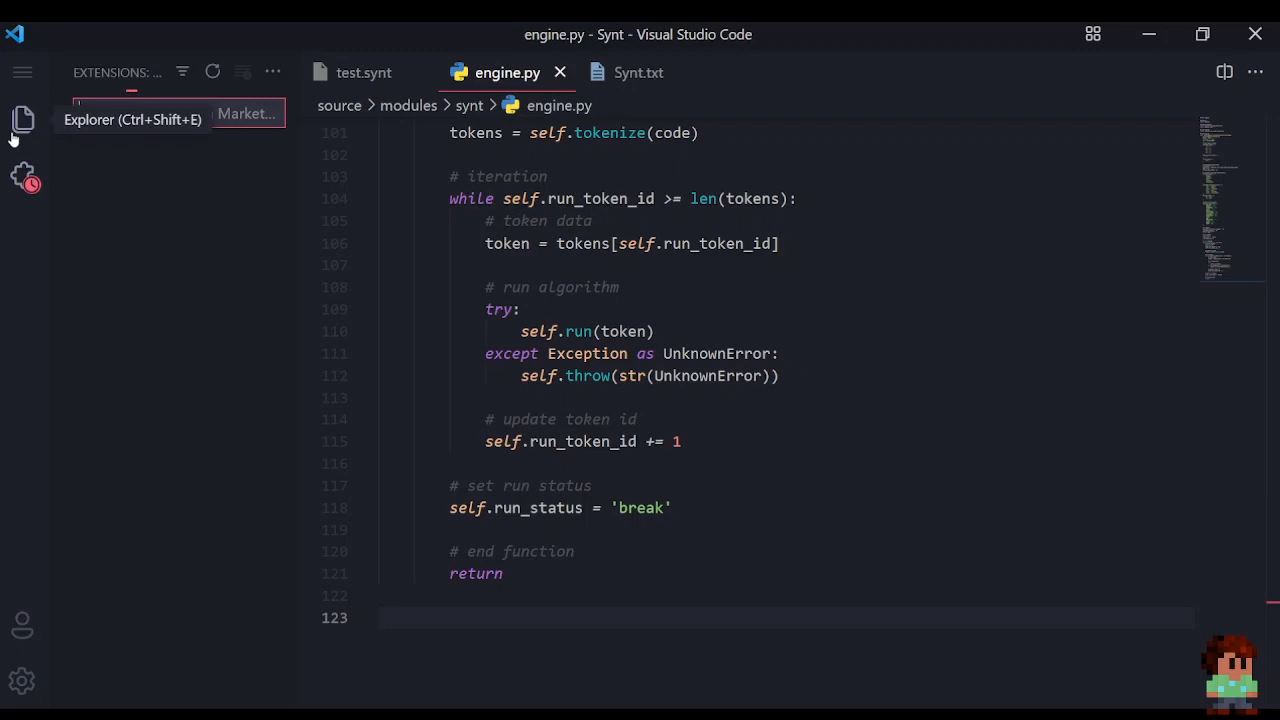 engine.py - Synt - Visual Studio Code
EXTENSIONS: ...
Market...
Explorer (Ctrl+Shift+E)
test.synt
engine.py
Synt.txt
source > modules > synt > engine.py
101 tokens = self.tokenize(code)
102
103 # iteration
104 while self.run_token_id >= len(tokens):
105 # token data
106 token = tokens[self.run_token_id]
107
108 # run algorithm
109 try:
110 self.run(token)
111 except Exception as UnknownError:
112 self.throw(str(UnknownError))
113
114 # update token id
115 self.run_token_id += 1
116
117 # set run status
118 self.run_status = 'break'
119
120 # end function
121 return
122
123